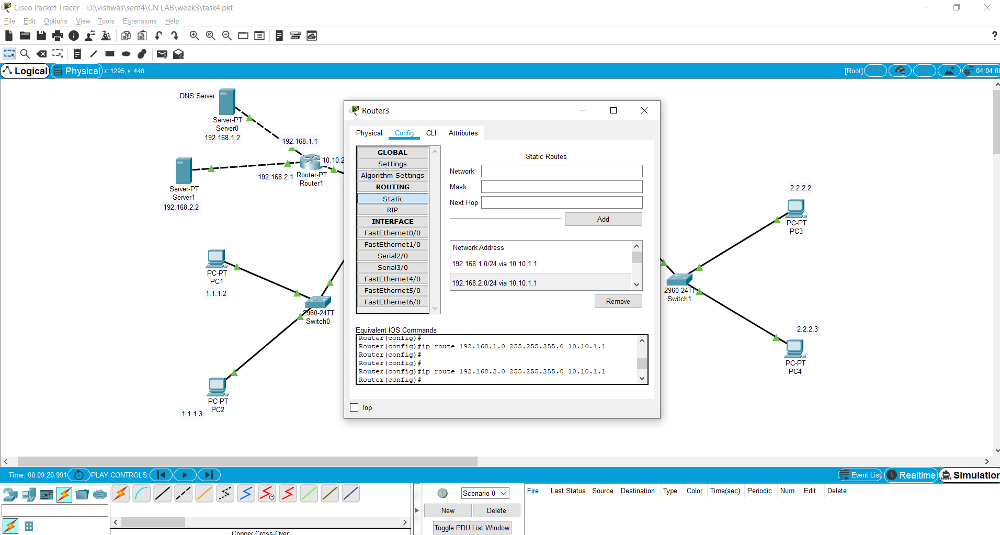 Cisco Packet Tracer - D:\vishwas\sem4\CN LAB\week3\task4.pkt
File Edit Options View Tools Extensions Help
?
Logical Physical x: 1295, y: 448 [Root] 04:04:00
DNS Server
Server-PT
Server0
192.168.1.2
192.168.1.1
10.10.2
192.168.2.1
Router-PT
Router1
Server-PT
Server1
192.168.2.2
PC-PT
PC1
1.1.1.2
2960-24TT
Switch0
PC-PT
PC2
1.1.1.3
Router3
Physical Config CLI Attributes
GLOBAL
Settings
Algorithm Settings
ROUTING
Static
RIP
INTERFACE
FastEthernet0/0
FastEthernet1/0
Serial2/0
Serial3/0
FastEthernet4/0
FastEthernet5/0
FastEthernet6/0
Static Routes
Network
Mask
Next Hop
Add
Network Address
192.168.1.0/24 via 10.10.1.1
192.168.2.0/24 via 10.10.1.1
Remove
Equivalent IOS Commands
Router(config)#
Router(config)#ip route 192.168.1.0 255.255.255.0 10.10.1.1
Router(config)#
Router(config)#
Router(config)#ip route 192.168.2.0 255.255.255.0 10.10.1.1
Router(config)#
Top
2.2.2.2
PC-PT
PC3
2960-24TT
Switch1
2.2.2.3
PC-PT
PC4
Time: 00:09:20.991 PLAY CONTROLS: Event List Realtime Simulation
1 Scenario 0
New Delete
Toggle PDU List Window
Fire Last Status Source Destination Type Color Time(sec) Periodic Num Edit Delete
Copper Cross-Over